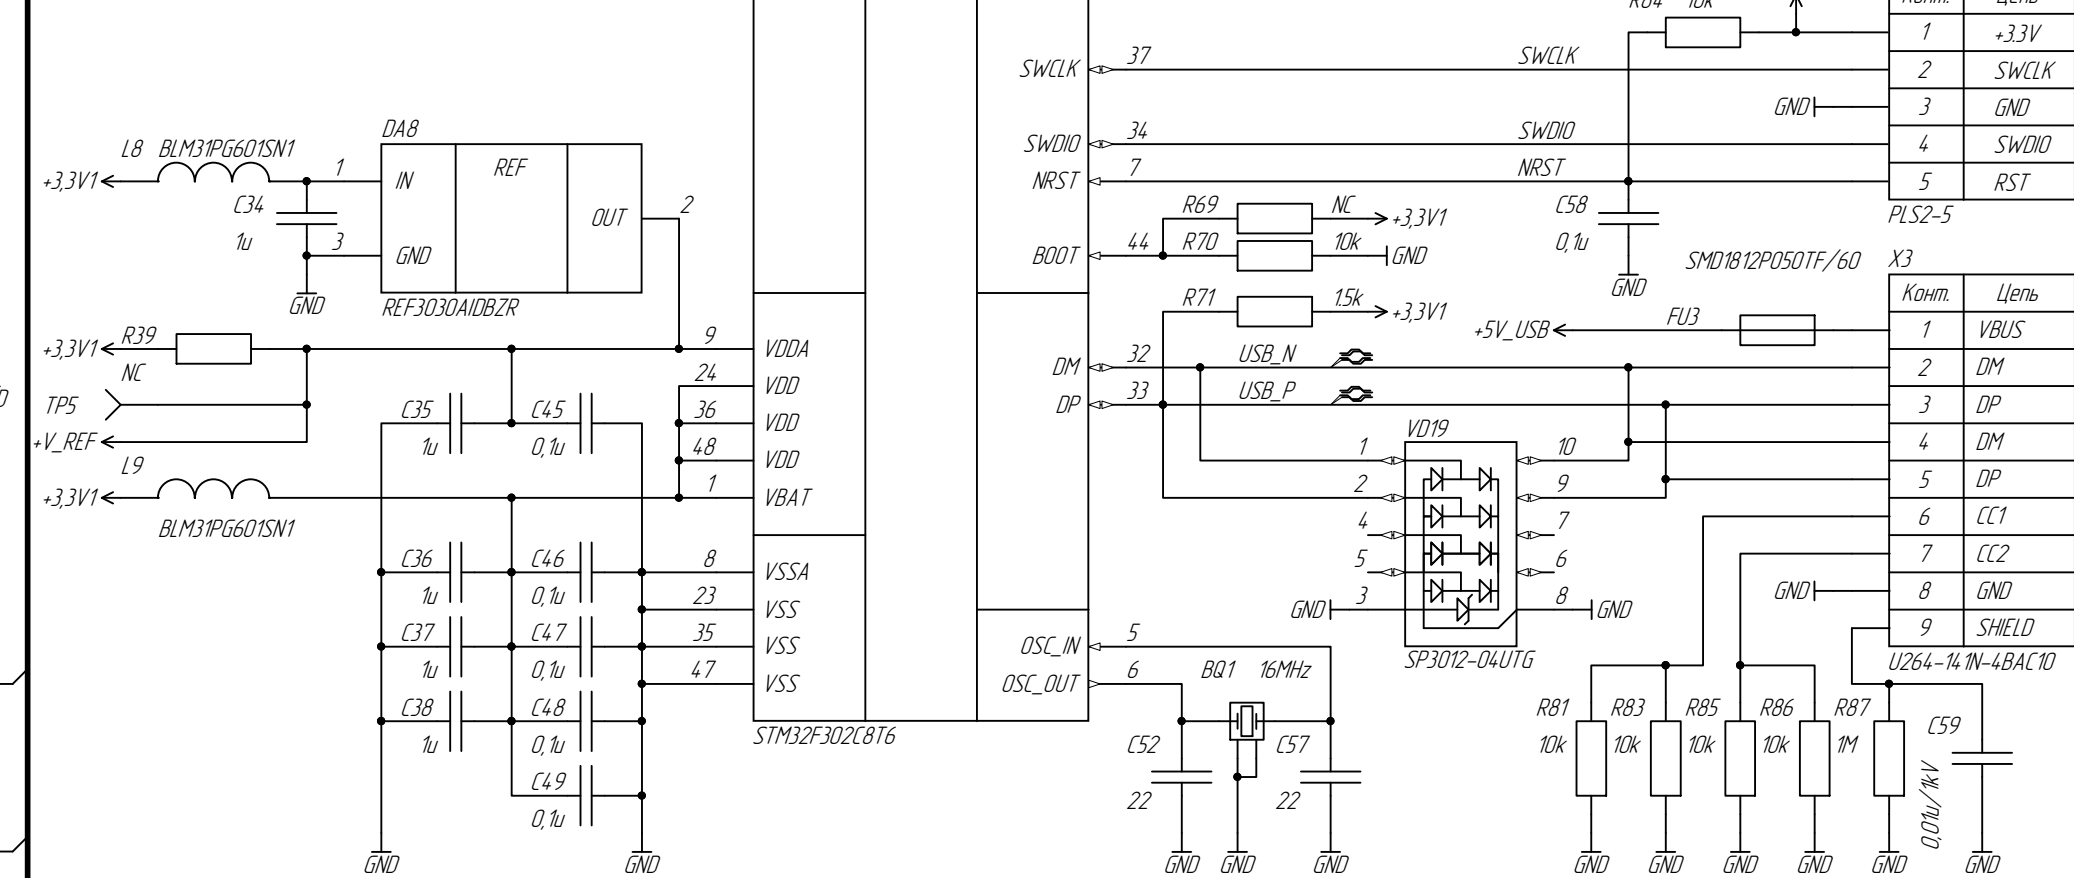 10k
Цепь
1 +3.3V
SWCLK 37 SWCLK 2 SWCLK
GND 3 GND
SWDIO 34 SWDIO 4 SWDIO
NRST 7 NRST 5 RST
PLS2-5
DA8
L8 BLM31PG601SN1
REF
+3,3V1 1 IN
C34
1u
OUT 2
3 GND
GND
REF3030AIDBZR
R69 NC +3,3V1
BOOT 44 R70 10k GND
C58
0,1u
GND
R71 1.5k +3,3V1
SMD1812P050TF/60 X3
Конт. Цепь
+5V_USB FU3 1 VBUS
DM 32 USB_N 2 DM
DP 33 USB_P 3 DP
4 DM
5 DP
6 CC1
7 CC2
GND 8 GND
9 SHIELD
U264-141N-4BAC10
+3,3V1 R39 9 VDDA
NC
TP5
+V_REF
24 VDD
36 VDD
48 VDD
C35 C45
1u 0,1u
L9
+3,3V1 1 VBAT
BLM31PG601SN1
C36 C46 8 VSSA
1u 0,1u 23 VSS
C37 C47 35 VSS
1u 0,1u 47 VSS
C38 C48
1u 0,1u
C49
0,1u
GND GND
STM32F302C8T6
VD19
1 10
2 9
4 7
5 6
GND 3 8 GND
SP3012-04UTG
OSC_IN 5
OSC_OUT 6
BQ1 16MHz
C52 C57
22 22
GND GND GND
R81 R83 R85 R86 R87 C59
10k 10k 10k 10k 1M 0,01u/1kV
GND GND GND GND GND GND